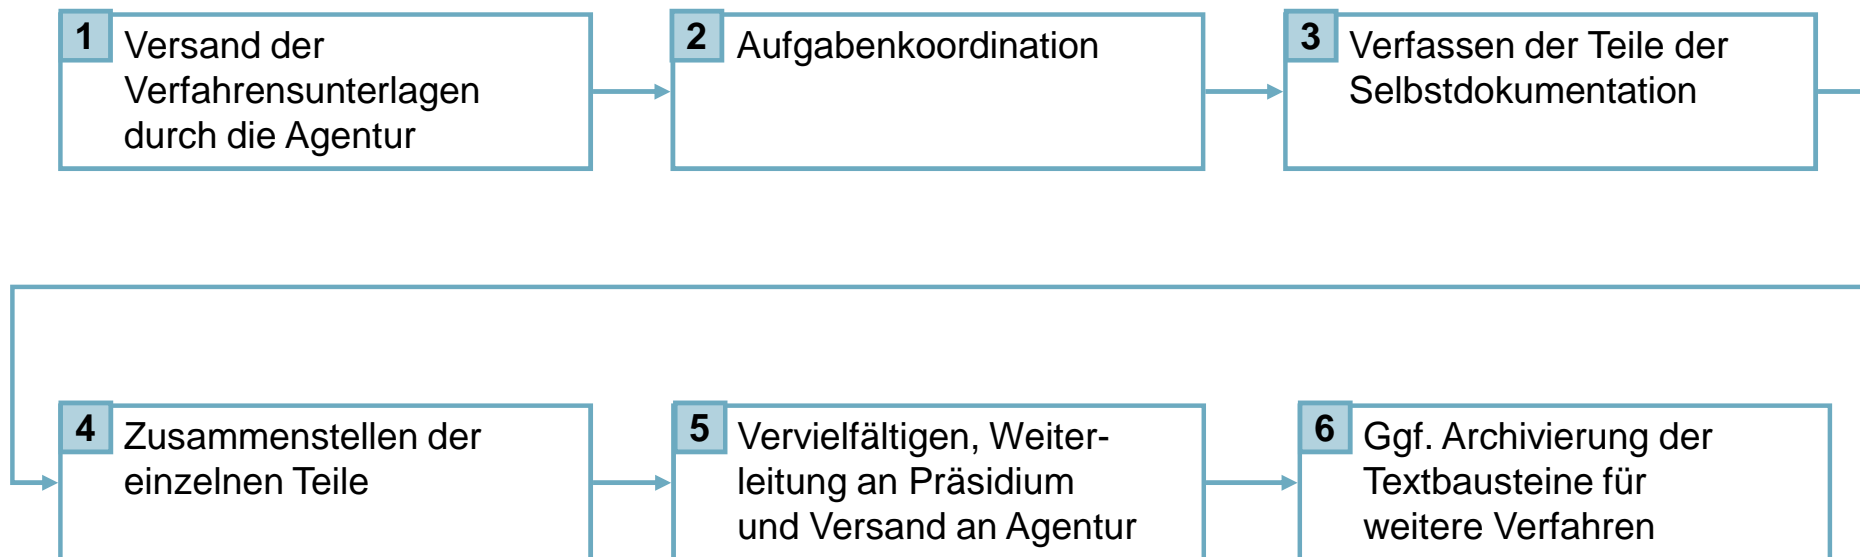 1 Versand der
Verfahrensunterlagen
durch die Agentur
2 Aufgabenkoordination
3 Verfassen der Teile der
Selbstdokumentation
4 Zusammenstellen der
einzelnen Teile
5 Vervielfältigen, Weiter-
leitung an Präsidium
und Versand an Agentur
6 Ggf. Archivierung der
Textbausteine für
weitere Verfahren